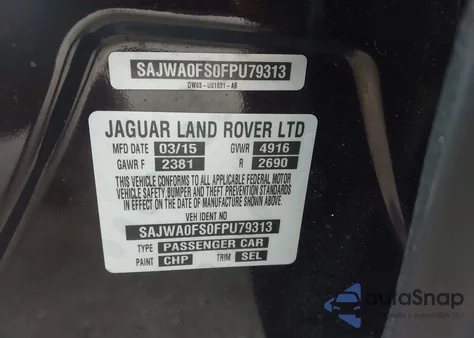 SAJWA0FS0FPU79313
JAGUAR LAND ROVER LTD
MFD DATE 03/15 GVWR 4916
GAWR F 2381 R 2690
THIS VEHICLE CONFORMS TO ALL APPLICABLE FEDERAL MOTOR
VEHICLE SAFETY, BUMPER AND THEFT PREVENTION STANDARDS
IN EFFECT ON THE DATE OF MANUFACTURE SHOWN ABOVE.
VEH IDENT NO
SAJWA0FS0FPU79313
TYPE PASSENGER CAR
PAINT CHP TRIM SEL
autaSnap